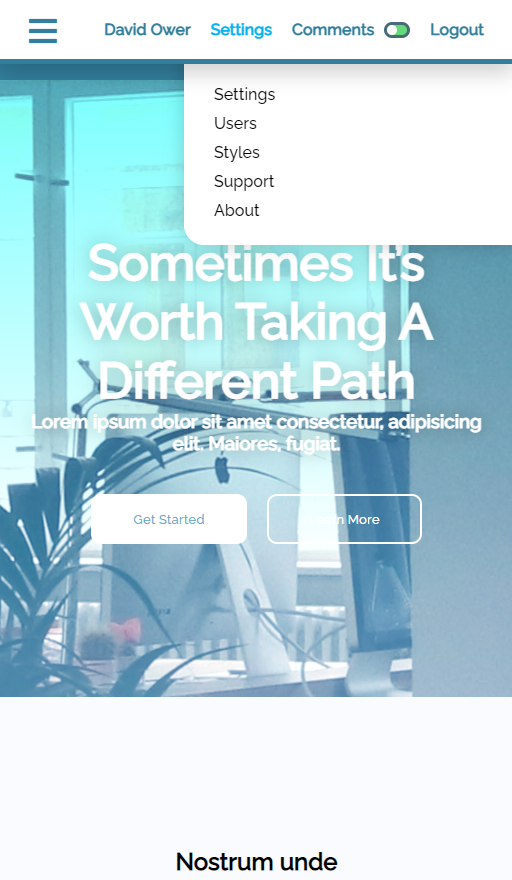 David Ower Settings Comments Logout
Settings
Users
Styles
Support
About
Sometimes It's
Worth Taking A
Different Path
Lorem ipsum dolor sit amet consectetur, adipisicing
elit. Maiores, fugiat.
Get Started Learn More
Nostrum unde